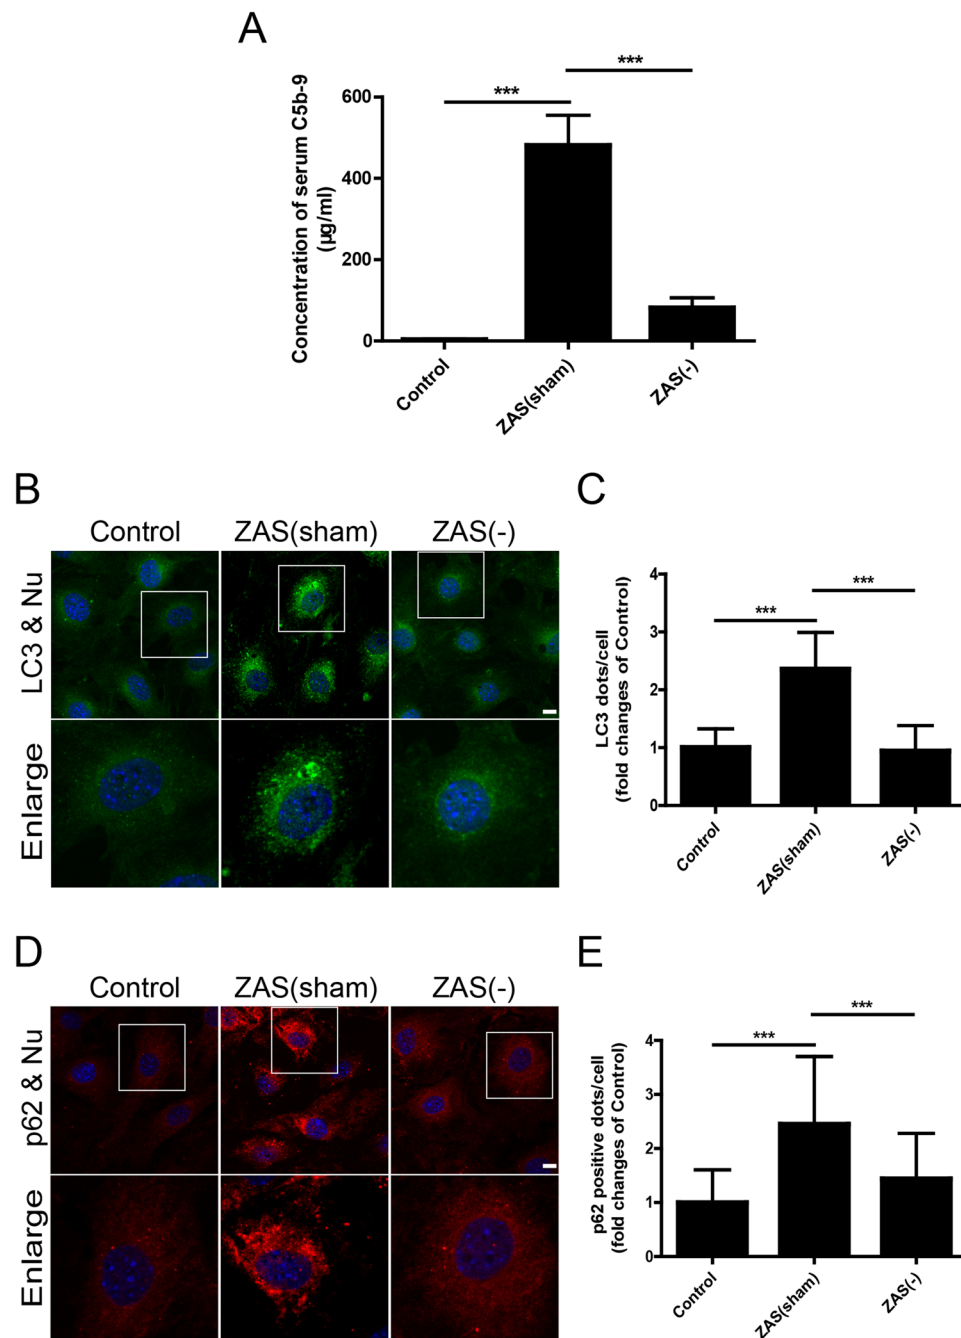 A
***
***
Concentration of serum C5b-9
(µg/ml)
600
400
200
0
Control
ZAS(sham)
ZAS(-)
B
Control
ZAS(sham)
ZAS(-)
LC3 & Nu
Enlarge
C
***
***
LC3 dots/cell
(fold changes of Control)
4
3
2
1
0
Control
ZAS(sham)
ZAS(-)
D
Control
ZAS(sham)
ZAS(-)
p62 & Nu
Enlarge
E
***
***
p62 positive dots/cell
(fold changes of Control)
4
3
2
1
0
Control
ZAS(sham)
ZAS(-)